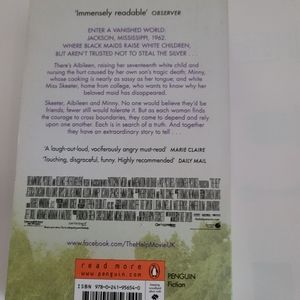 'Immensely readable' OBSERVER
ENTER A VANISHED WORLD:
JACKSON, MISSISSIPPI, 1962.
WHERE BLACK MAIDS RAISE WHITE CHILDREN,
BUT AREN'T TRUSTED NOT TO STEAL THE SILVER . . .
There's Aibileen, raising her seventeenth white child and
nursing the hurt caused by her own son's tragic death; Minny,
whose cooking is nearly as sassy as her tongue; and white
Miss Skeeter, home from college, who wants to know why her
beloved maid has disappeared.
Skeeter, Aibileen and Minny. No one would believe they'd be
friends; fewer still would tolerate it. But as each woman finds
the courage to cross boundaries, they come to depend and rely
upon one another. Each is in search of a truth. And together
they have an extraordinary story to tell . . .
'A laugh-out-loud, vociferously angry must-read' MARIE CLAIRE
'Touching, disgraceful, funny. Highly recommended' DAILY MAIL
www.facebook.com/TheHelpMovieUK
read more
www.penguin.com
PENGUIN
Fiction
ISBN 978-0-241-95654-0